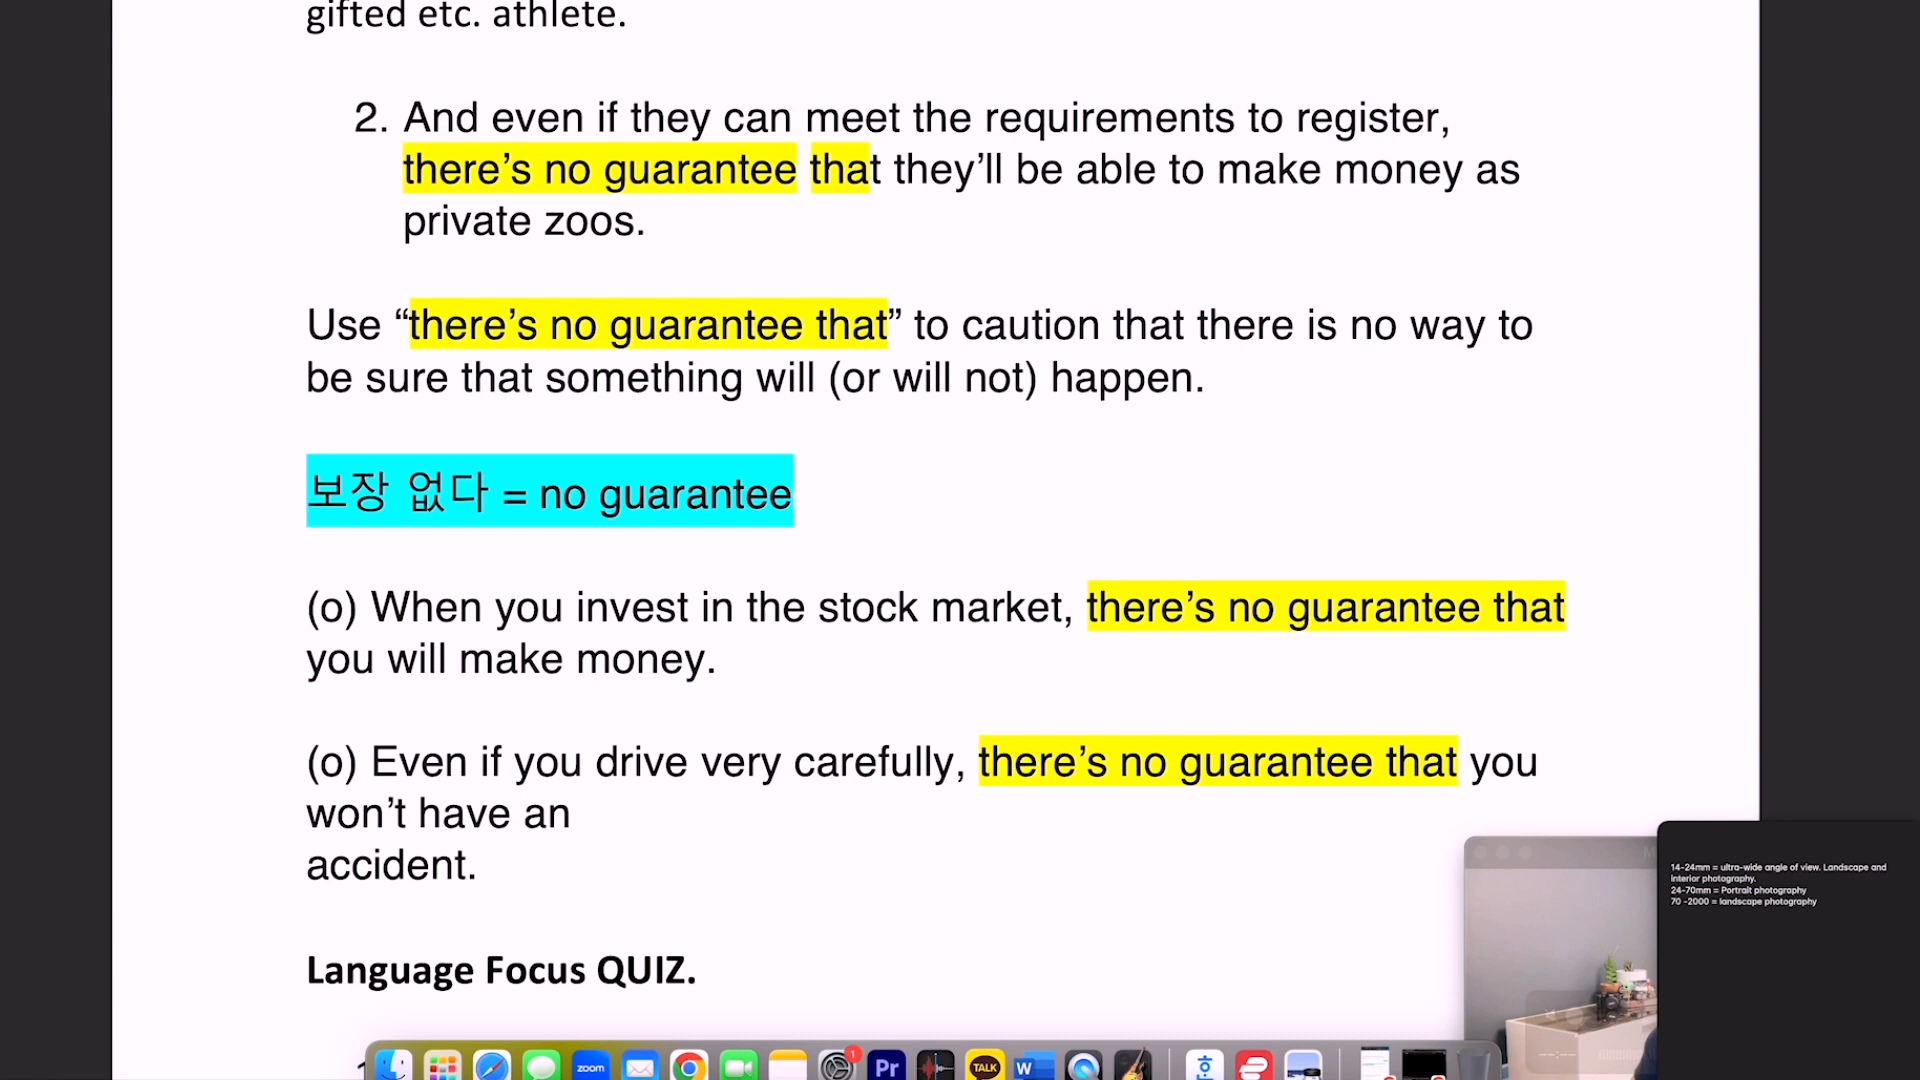 gifted etc. athlete.
2. And even if they can meet the requirements to register,
there’s no guarantee that they’ll be able to make money as
private zoos.
Use “there’s no guarantee that” to caution that there is no way to
be sure that something will (or will not) happen.
보장 없다 = no guarantee
(o) When you invest in the stock market, there’s no guarantee that
you will make money.
(o) Even if you drive very carefully, there’s no guarantee that you
won’t have an
accident.
14-24mm = ultra-wide angle of view. Landscape and
interior photography.
24-70mm = Portrait photography
70 -2000 = landscape photography
Language Focus QUIZ.
zoom
1
Pr
TALK
W
한